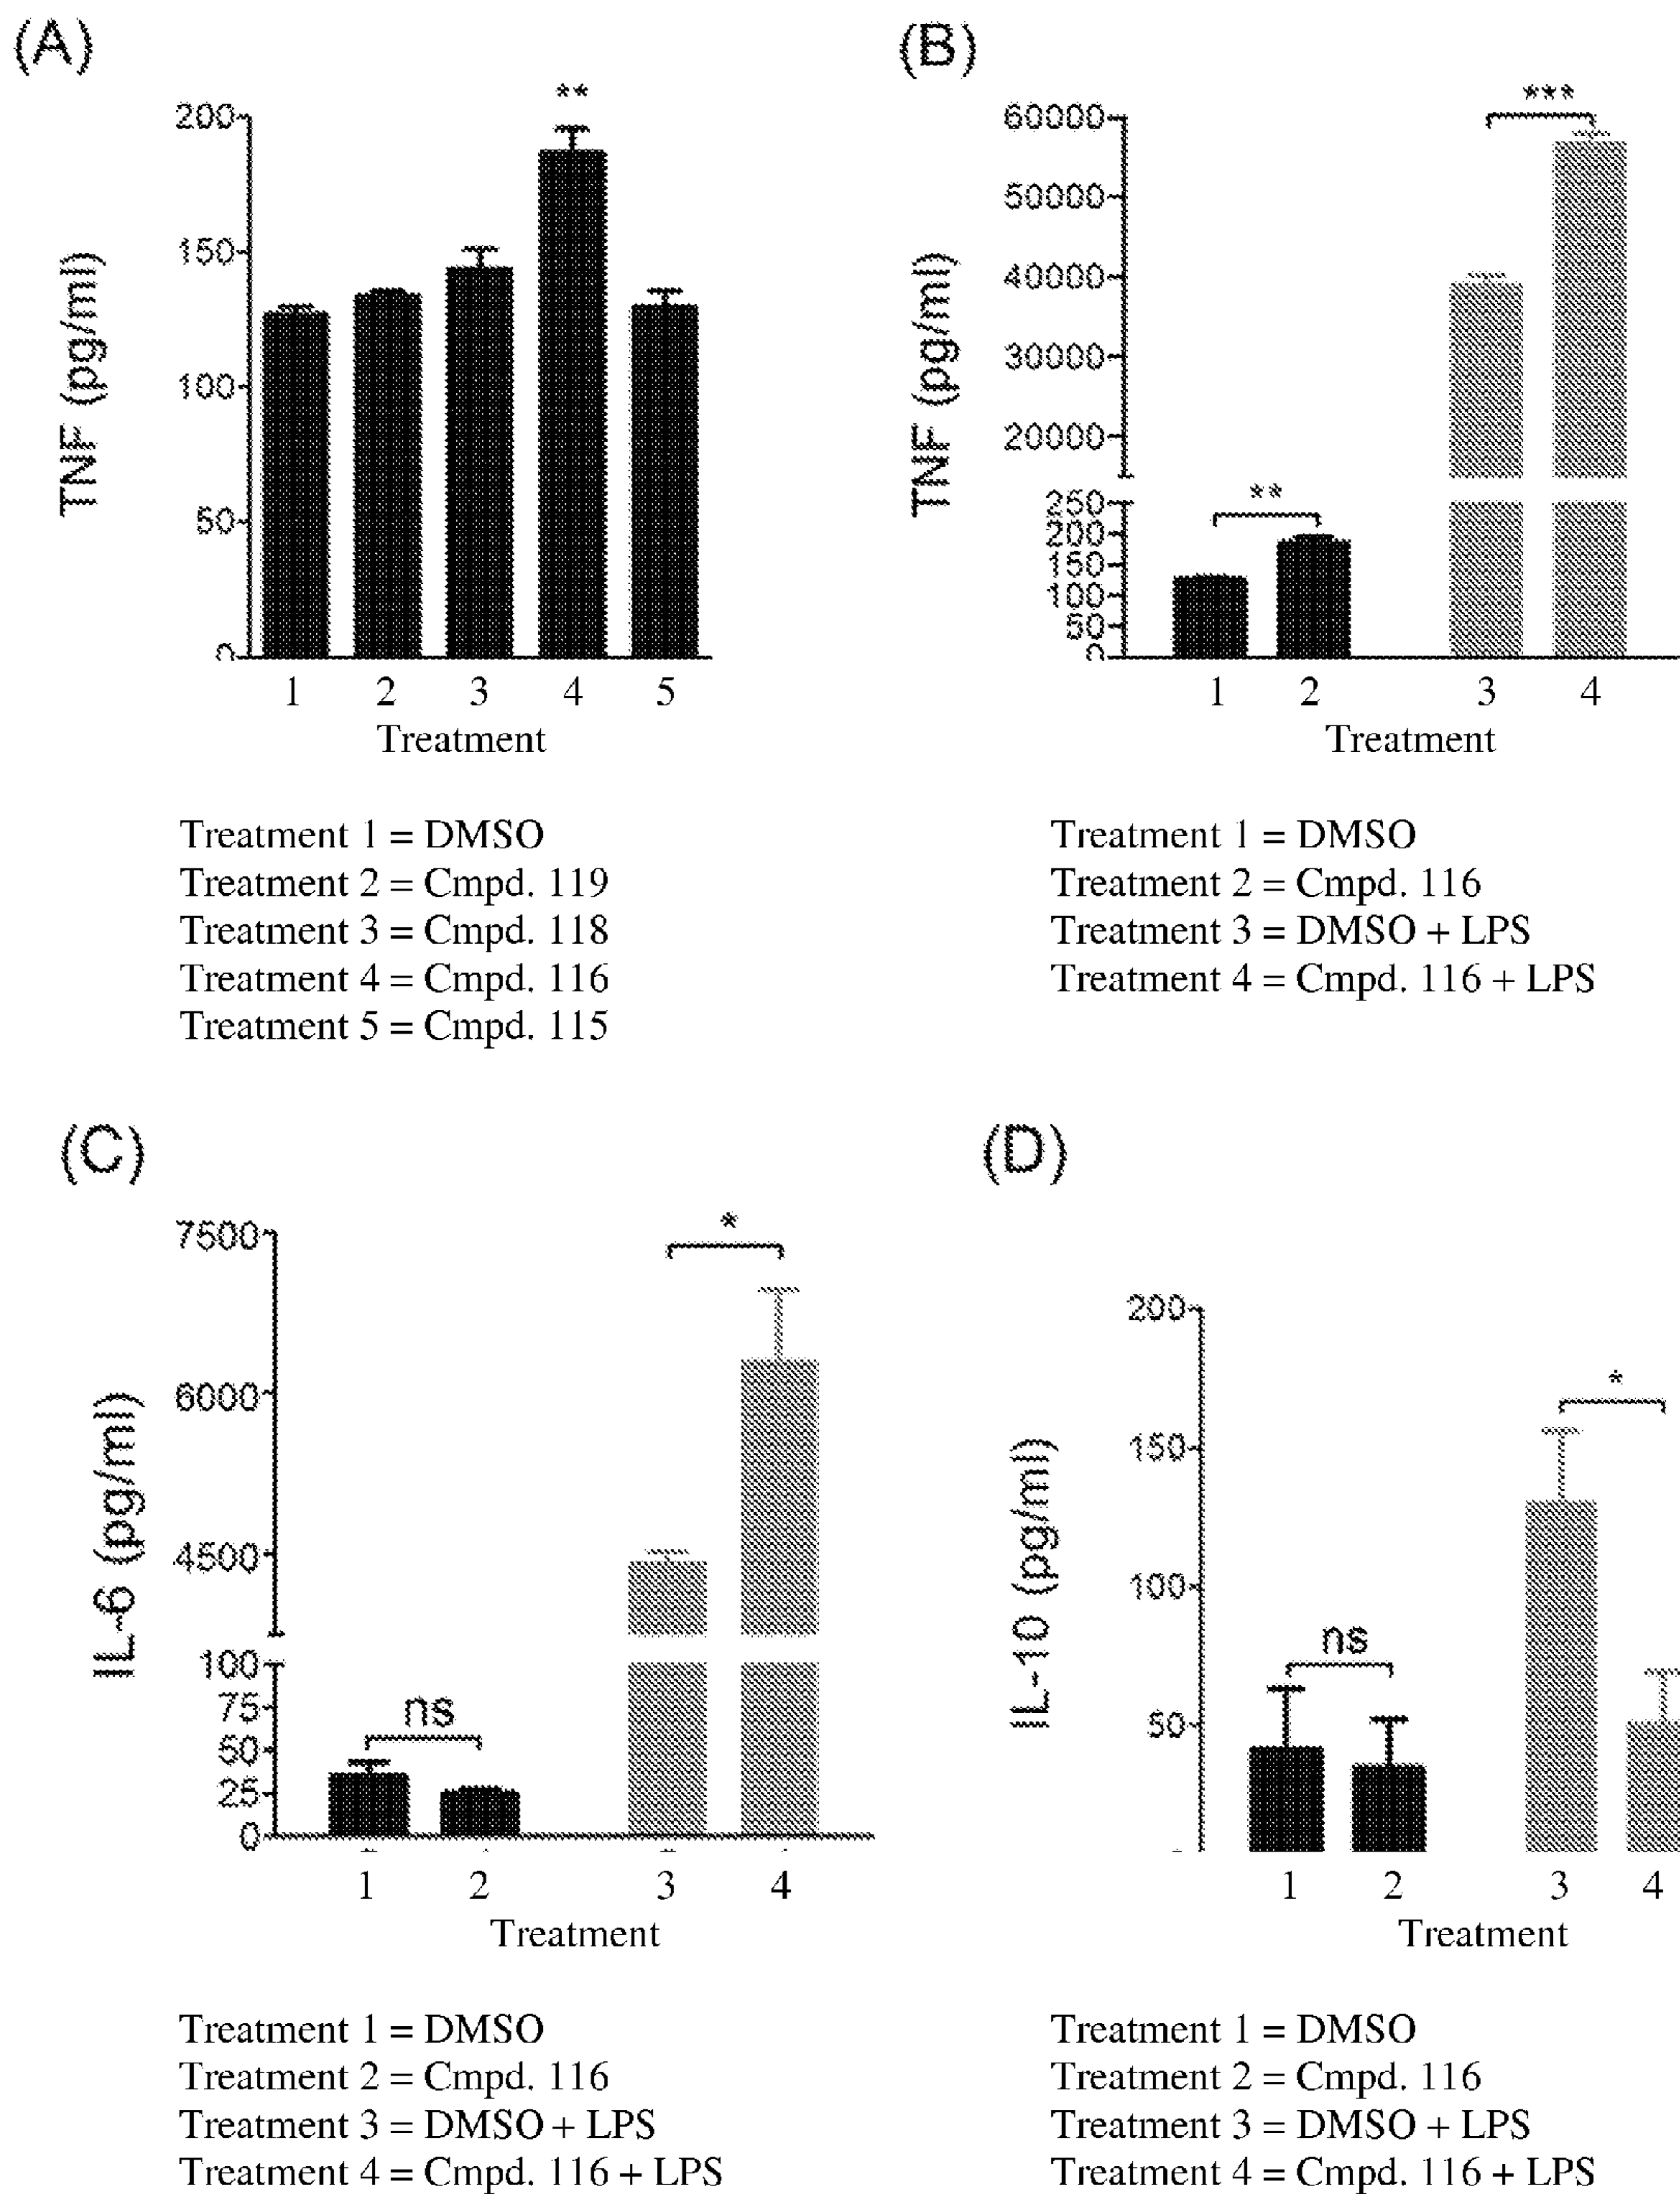 (A)
**
200
150
100
50
0
TNF (pg/ml)
1 2 3 4 5
Treatment
Treatment 1 = DMSO
Treatment 2 = Cmpd. 119
Treatment 3 = Cmpd. 118
Treatment 4 = Cmpd. 116
Treatment 5 = Cmpd. 115
(B)
***
60000
50000
40000
30000
20000
**
250
200
150
100
50
0
TNF (pg/ml)
1 2 3 4
Treatment
Treatment 1 = DMSO
Treatment 2 = Cmpd. 116
Treatment 3 = DMSO + LPS
Treatment 4 = Cmpd. 116 + LPS
(C)
*
7500
6000
4500
100
75
50
25
0
ns
IL-6 (pg/ml)
1 2 3 4
Treatment
Treatment 1 = DMSO
Treatment 2 = Cmpd. 116
Treatment 3 = DMSO + LPS
Treatment 4 = Cmpd. 116 + LPS
(D)
200
*
150
100
ns
50
IL-10 (pg/ml)
1 2 3 4
Treatment
Treatment 1 = DMSO
Treatment 2 = Cmpd. 116
Treatment 3 = DMSO + LPS
Treatment 4 = Cmpd. 116 + LPS